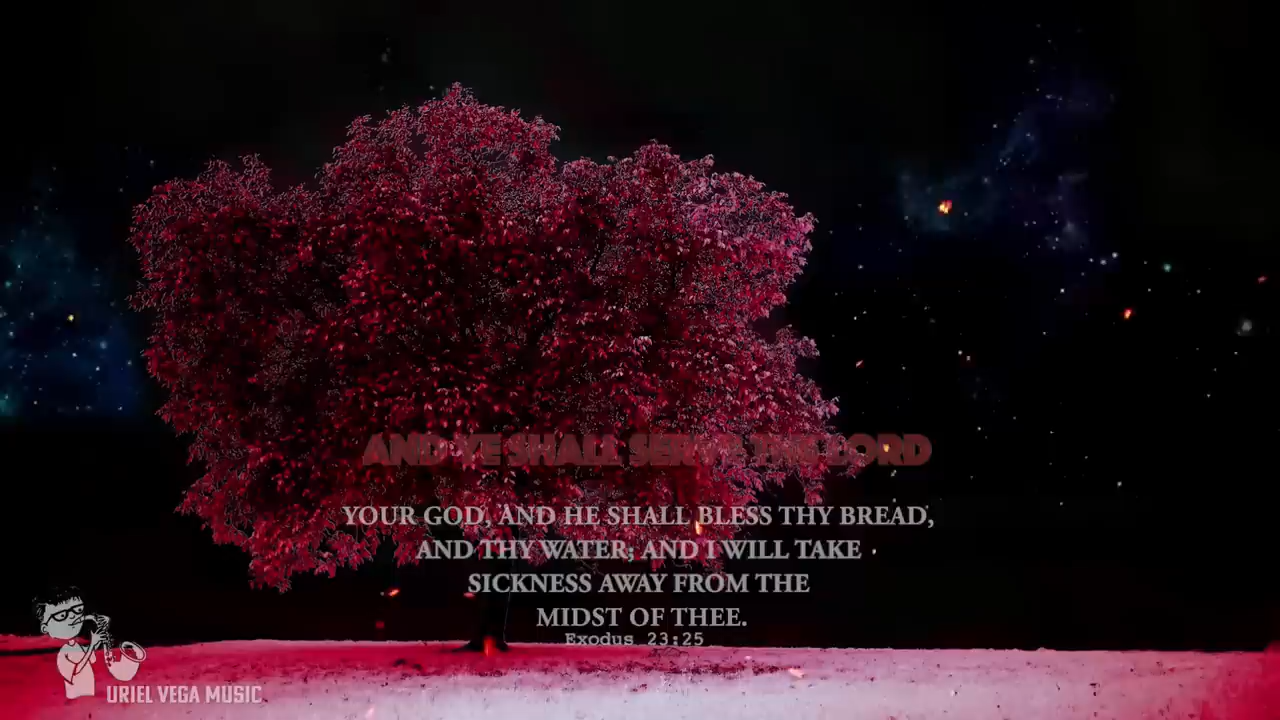 AND YE SHALL SERVE THE LORD
YOUR GOD, AND HE SHALL BLESS THY BREAD,
AND THY WATER; AND I WILL TAKE
SICKNESS AWAY FROM THE
MIDST OF THEE.
Exodus 23:25
URIEL VEGA MUSIC